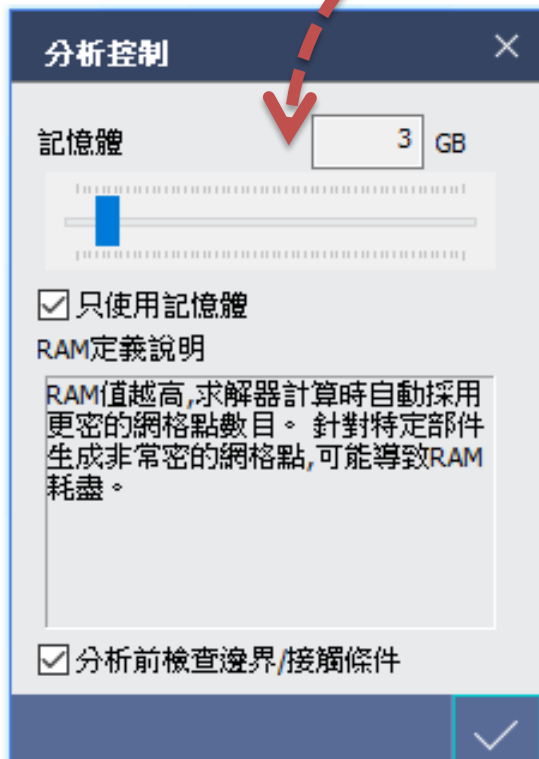 分析控制
記憶體 3 GB
只使用記憶體
RAM定義說明
RAM值越高,求解器計算時自動採用
更密的網格點數目。 針對特定部件
生成非常密的網格點,可能導致RAM
耗盡。
分析前檢查邊界/接觸條件